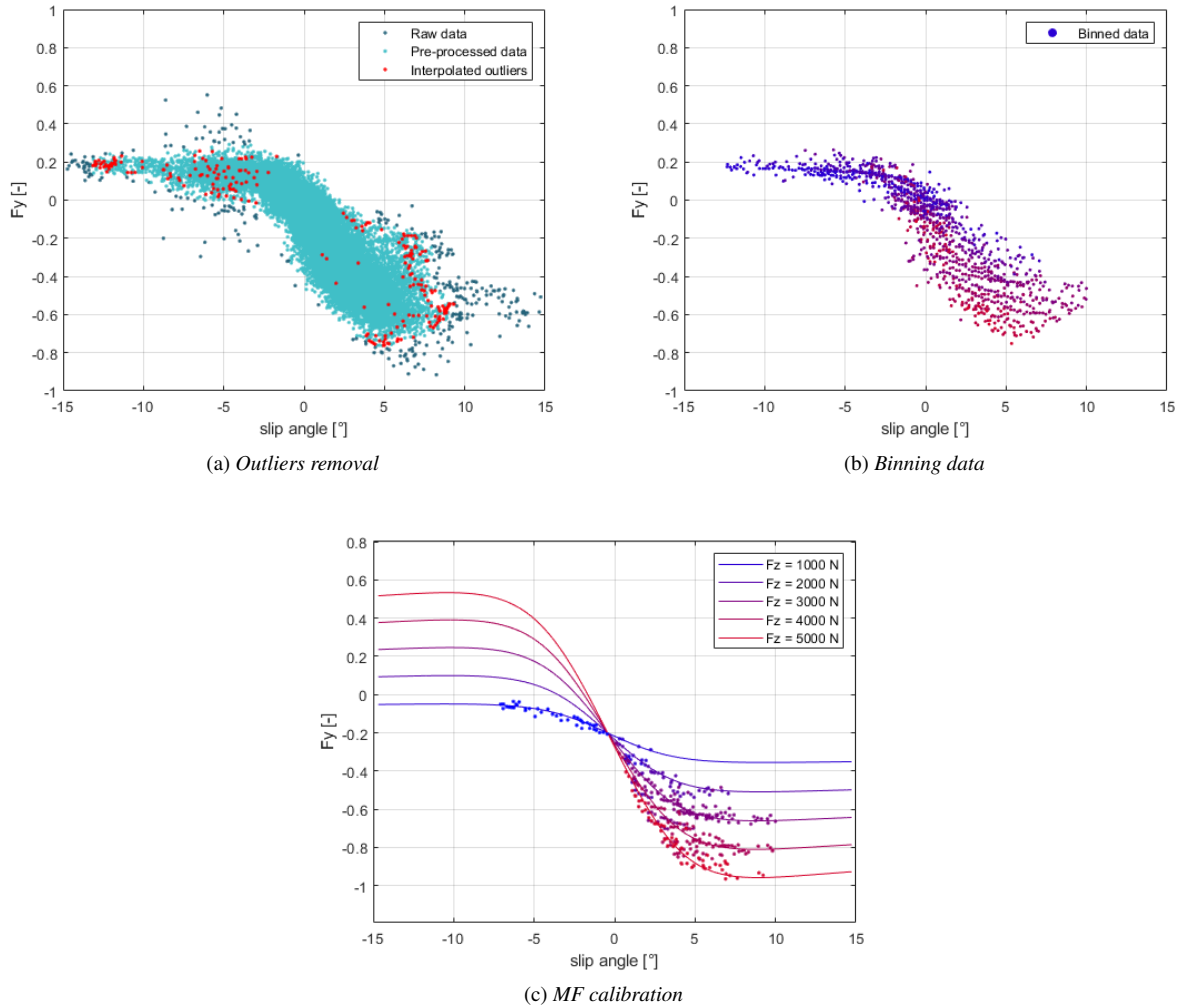 1
0.8
0.6
0.4
0.2
0
-0.2
-0.4
-0.6
-0.8
-1
Fy [-]
-15 -10 -5 0 5 10 15
slip angle [°]
Raw data
Pre-processed data
Interpolated outliers
(a) Outliers removal
1
0.8
0.6
0.4
0.2
0
-0.2
-0.4
-0.6
-0.8
-1
Fy [-]
-15 -10 -5 0 5 10 15
slip angle [°]
Binned data
(b) Binning data
0.8
0.6
0.4
0.2
0
-0.2
-0.4
-0.6
-0.8
-1
Fy [-]
-15 -10 -5 0 5 10 15
slip angle [°]
Fz = 1000 N
Fz = 2000 N
Fz = 3000 N
Fz = 4000 N
Fz = 5000 N
(c) MF calibration